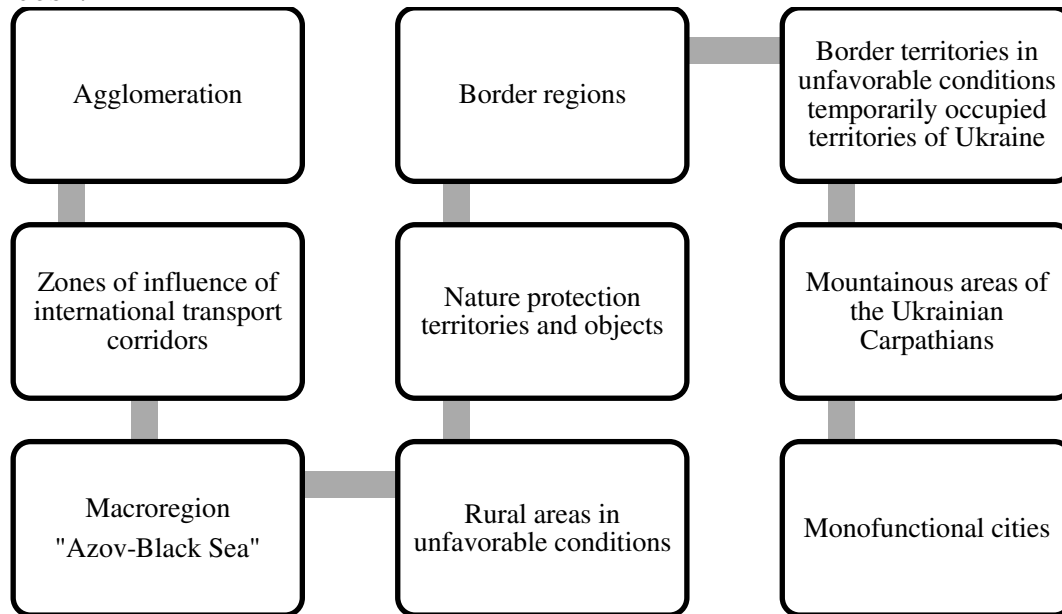 Agglomeration
Zones of influence of
international transport
corridors
Macroregion
"Azov-Black Sea"
Rural areas in
unfavorable conditions
Nature protection
territories and objects
Border regions
Border territories in
unfavorable conditions
temporarily occupied
territories of Ukraine
Mountainous areas of
the Ukrainian
Carpathians
Monofunctional cities